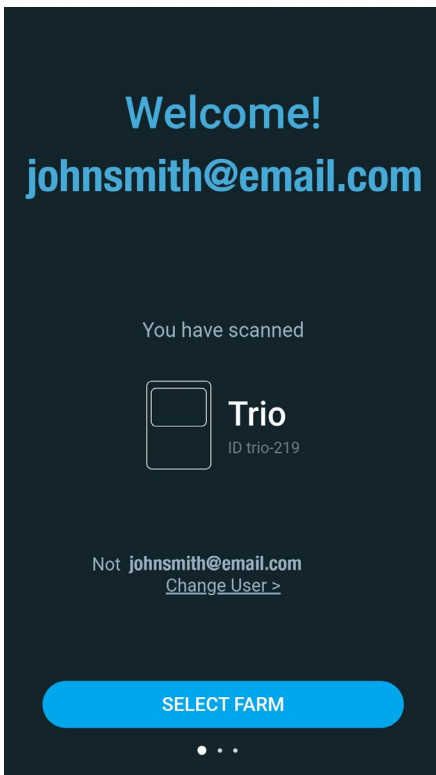 Welcome!
johnsmith@email.com
You have scanned
Trio
ID trio-219
Not johnsmith@email.com
Change User >
SELECT FARM